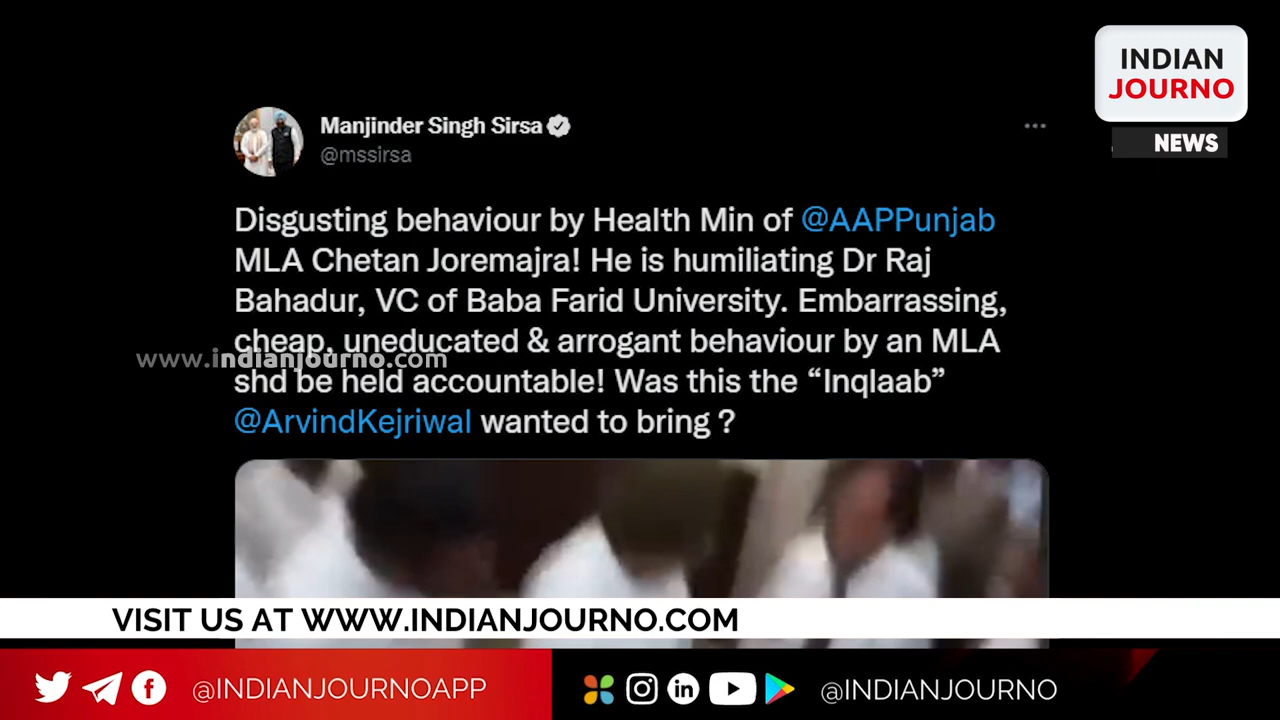 INDIAN
JOURNO
NEWS
Manjinder Singh Sirsa
@mssirsa
Disgusting behaviour by Health Min of @AAPPunjab
MLA Chetan Joremajra! He is humiliating Dr Raj
Bahadur, VC of Baba Farid University. Embarrassing,
cheap, uneducated & arrogant behaviour by an MLA
www.indianjourno.com
shd be held accountable! Was this the “Inqlaab”
@ArvindKejriwal wanted to bring ?
VISIT US AT WWW.INDIANJOURNO.COM
@INDIANJOURNOAPP
@INDIANJOURNO